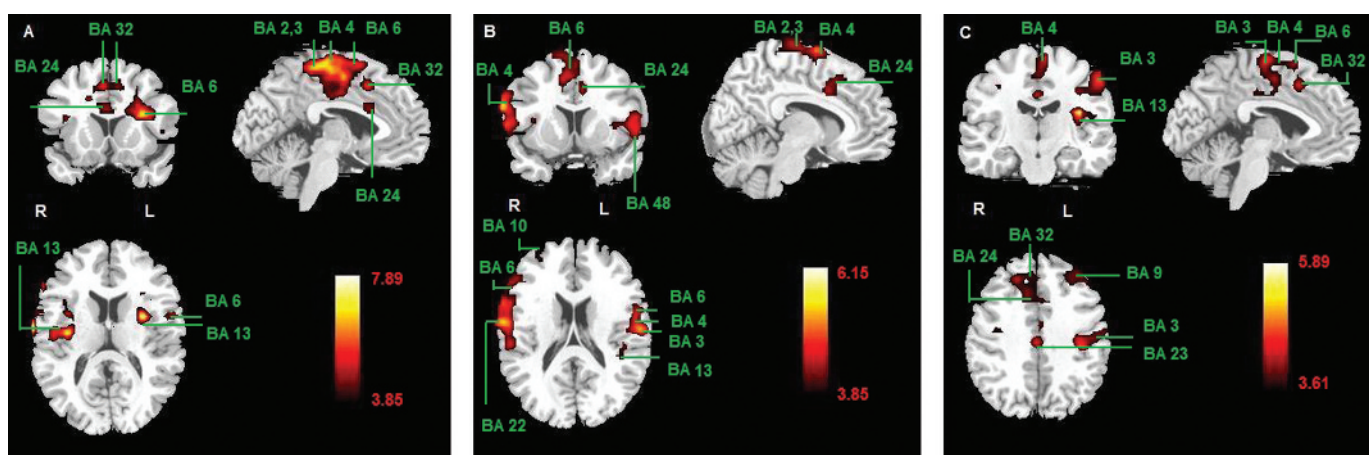 A
BA 32
BA 24
BA 6
BA 2,3 BA 4 BA 6
BA 32
BA 24
R L
BA 13
BA 6
BA 13
7.89
3.85
B
BA 6
BA 4
BA 24
BA 48
BA 2,3 BA 4
BA 24
R L
BA 10
BA 6
BA 22
BA 6
BA 4
BA 3
BA 13
6.15
3.85
C
BA 4
BA 3
BA 13
BA 3 BA 4 BA 6
BA 32
R L
BA 32
BA 24
BA 9
BA 3
BA 23
5.89
3.61